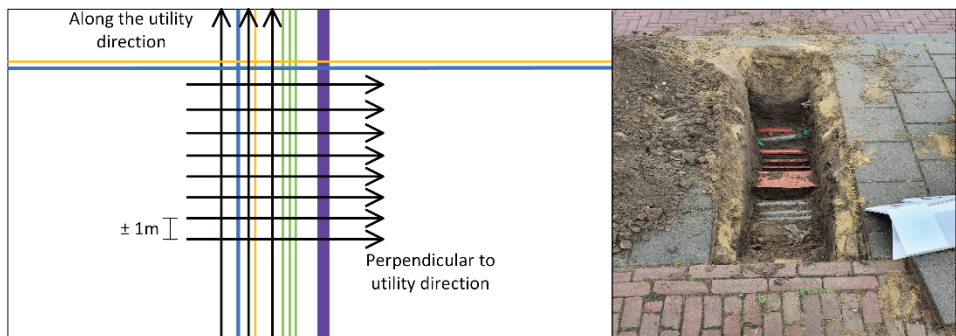 Along the utility
direction
± 1m
Perpendicular to
utility direction